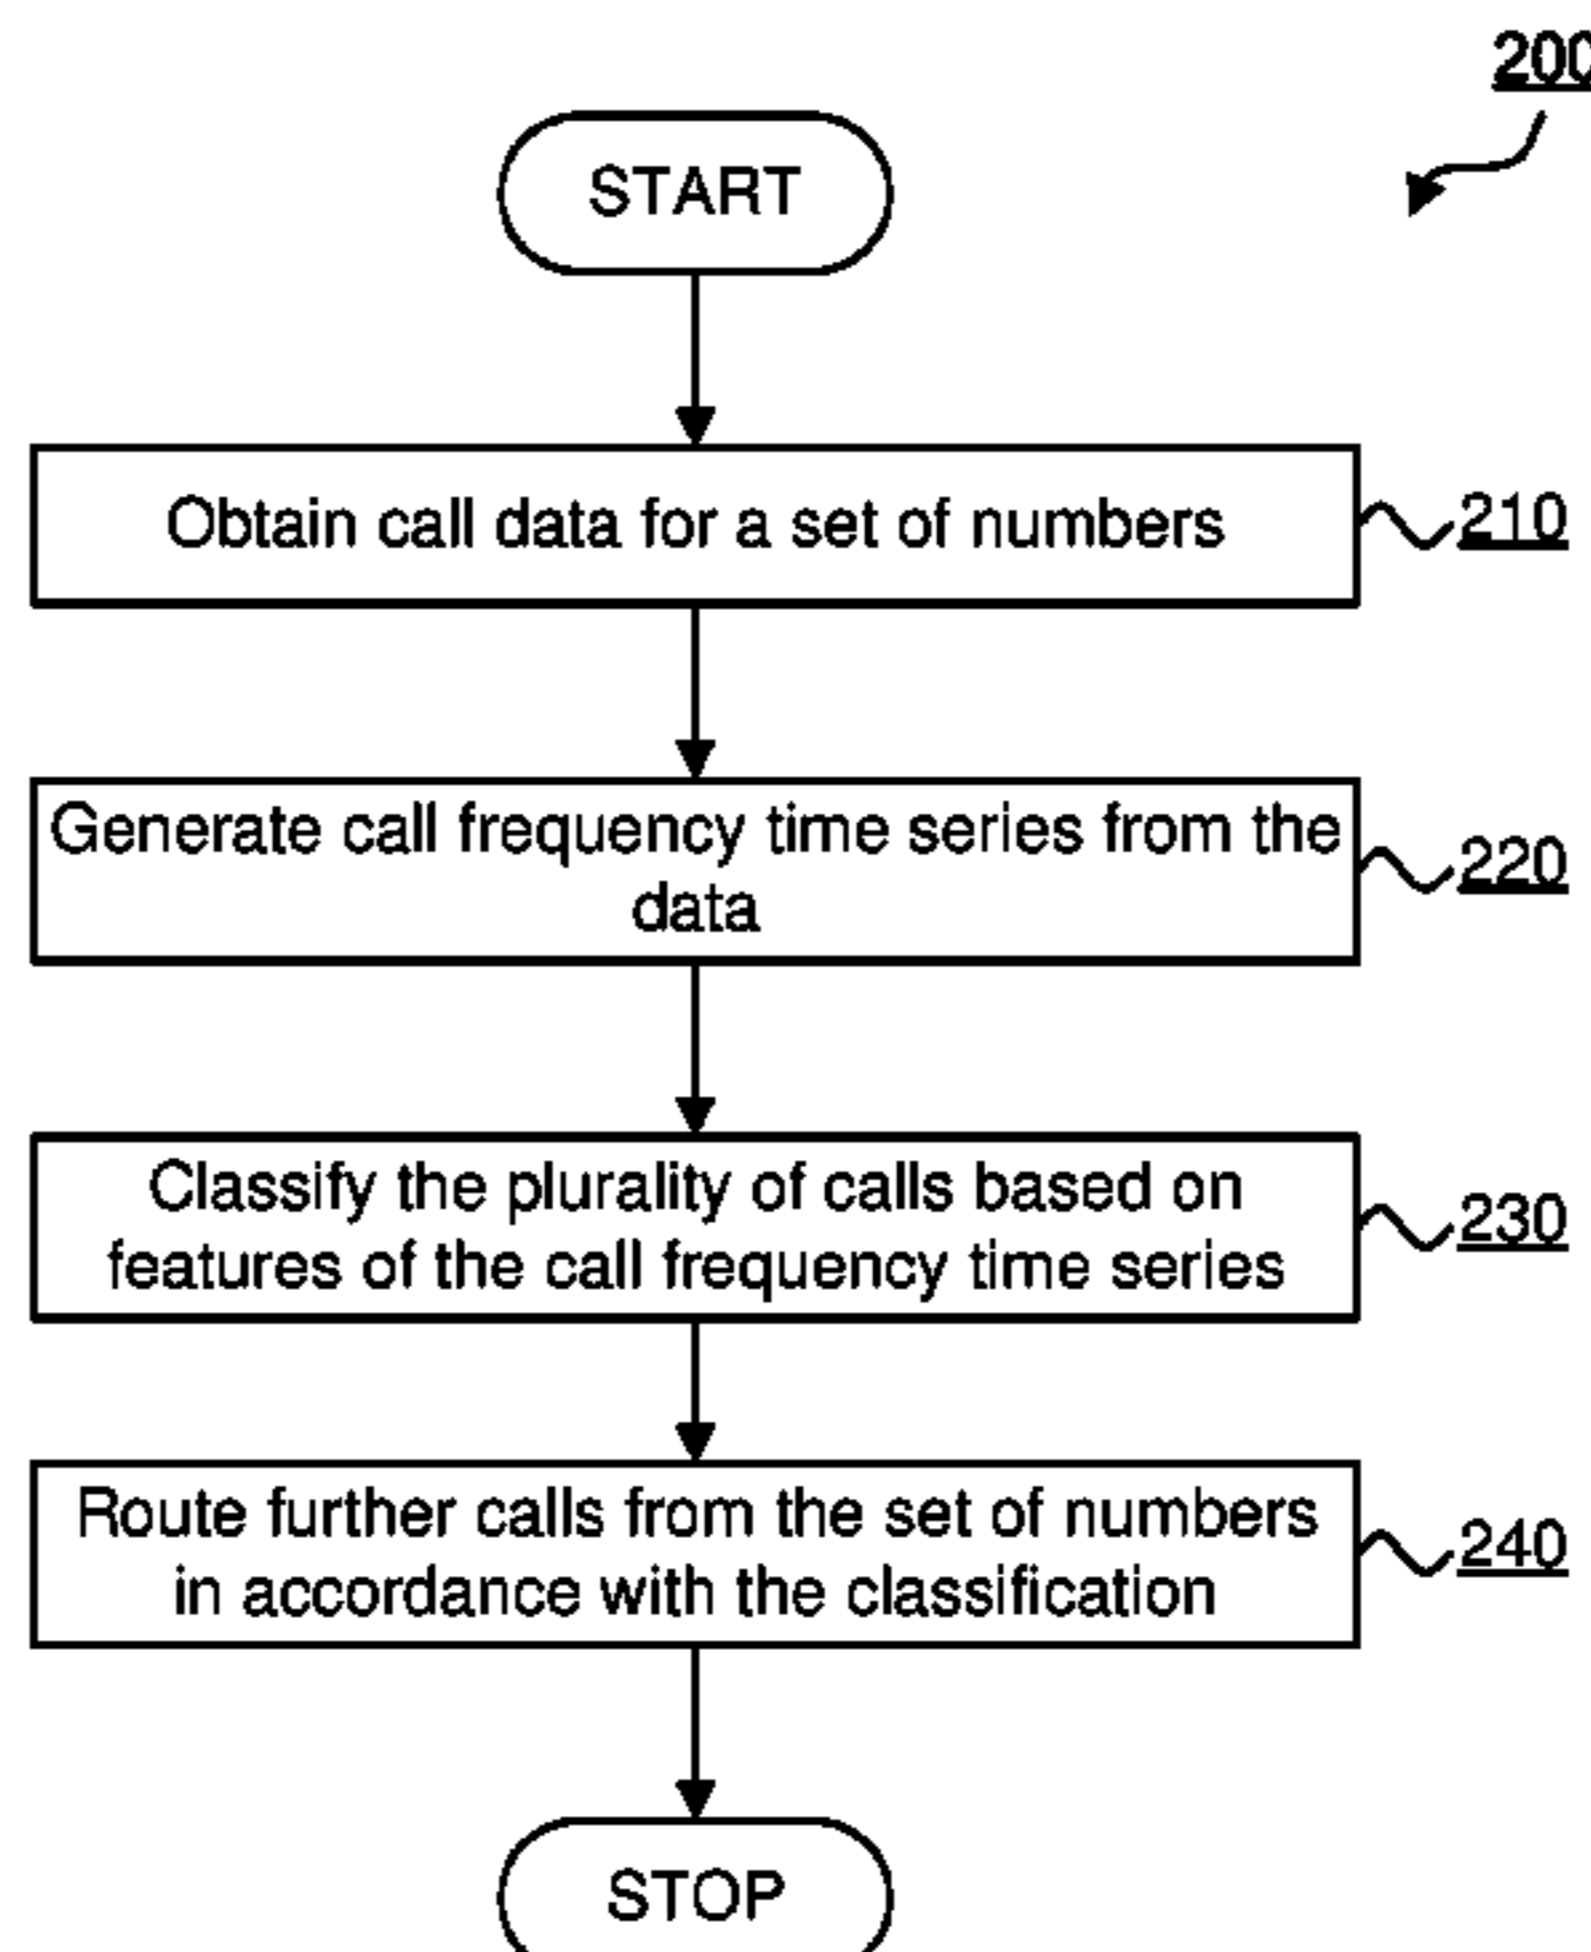 200
START
Obtain call data for a set of numbers
210
Generate call frequency time series from the
data
220
Classify the plurality of calls based on
features of the call frequency time series
230
Route further calls from the set of numbers
in accordance with the classification
240
STOP